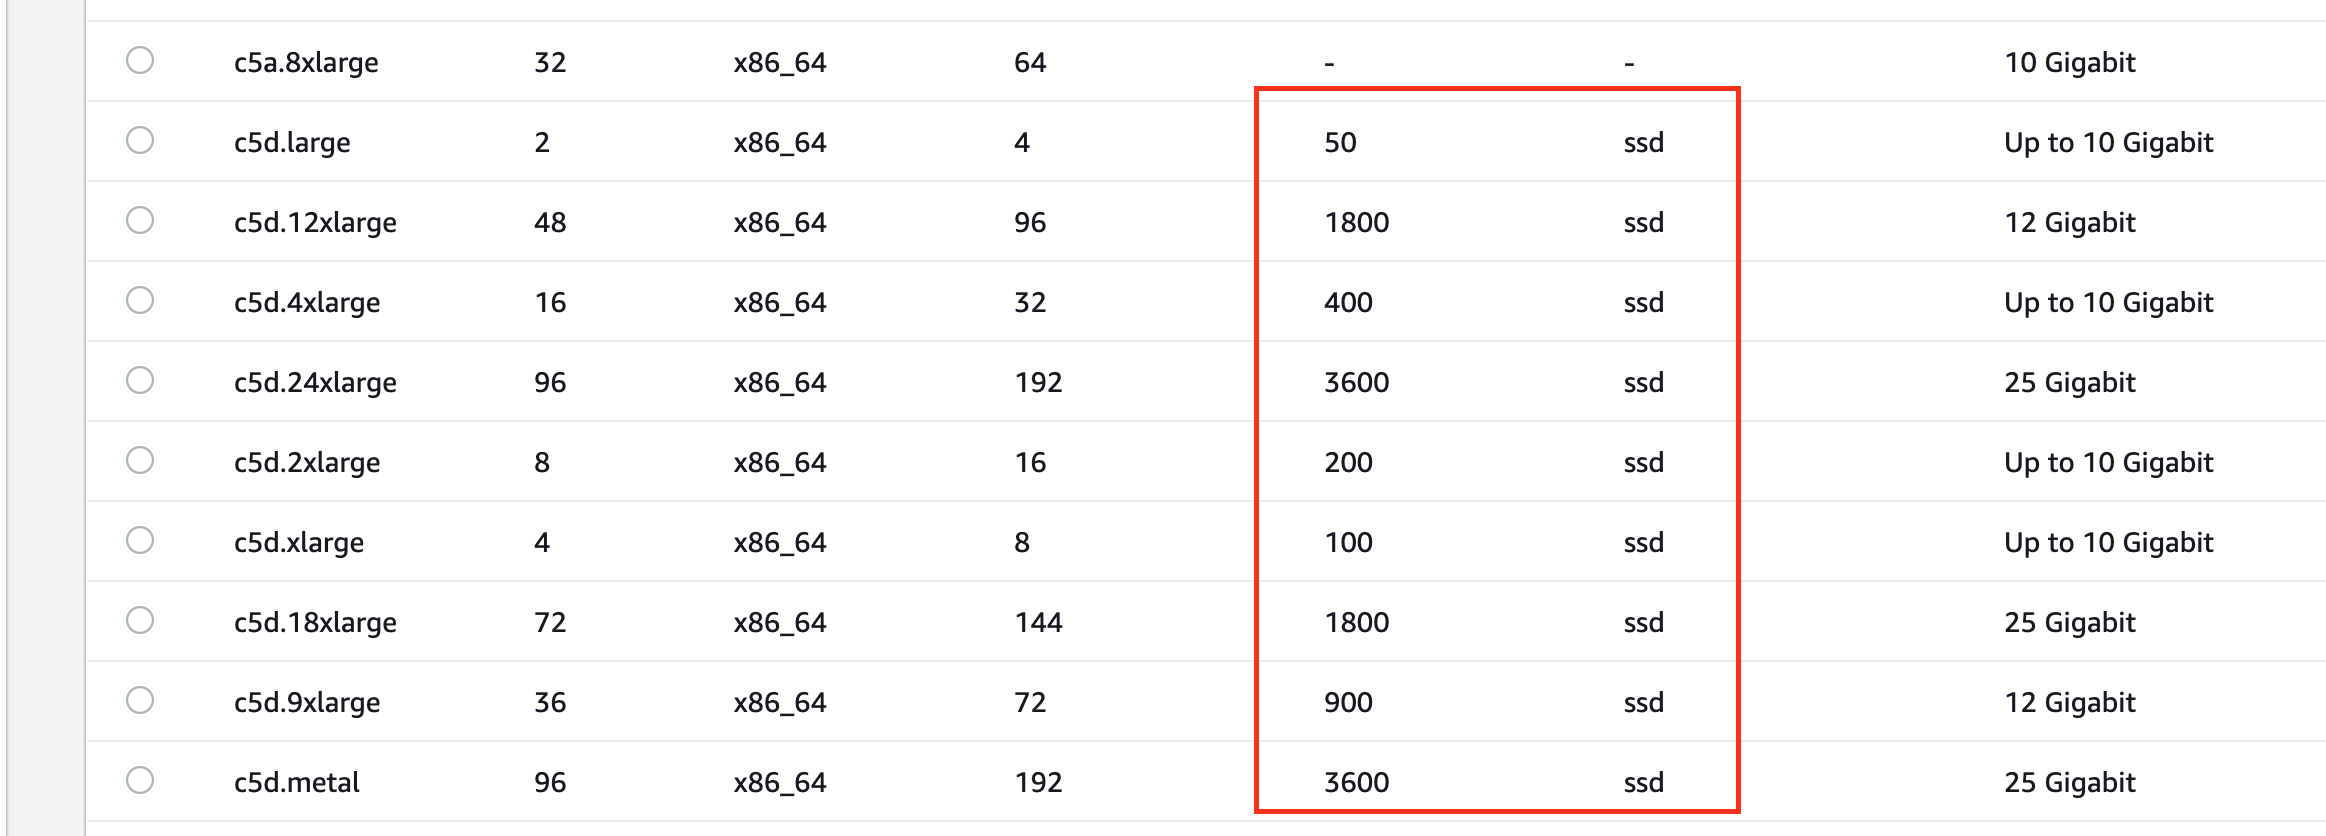 c5a.8xlarge 32 x86_64 64 - - 10 Gigabit
c5d.large 2 x86_64 4 50 ssd Up to 10 Gigabit
c5d.12xlarge 48 x86_64 96 1800 ssd 12 Gigabit
c5d.4xlarge 16 x86_64 32 400 ssd Up to 10 Gigabit
c5d.24xlarge 96 x86_64 192 3600 ssd 25 Gigabit
c5d.2xlarge 8 x86_64 16 200 ssd Up to 10 Gigabit
c5d.xlarge 4 x86_64 8 100 ssd Up to 10 Gigabit
c5d.18xlarge 72 x86_64 144 1800 ssd 25 Gigabit
c5d.9xlarge 36 x86_64 72 900 ssd 12 Gigabit
c5d.metal 96 x86_64 192 3600 ssd 25 Gigabit